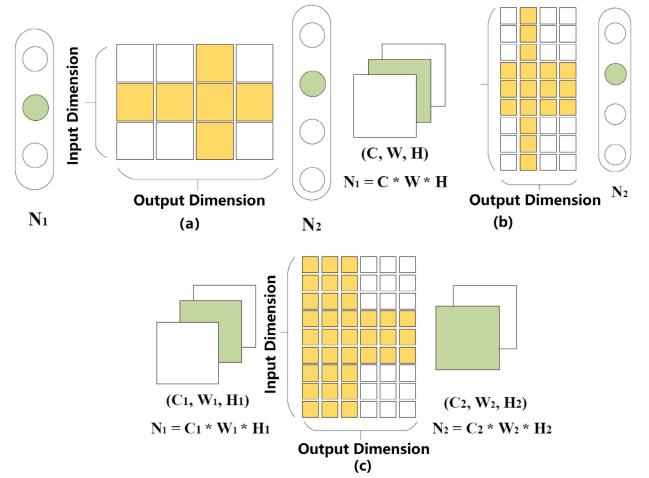 Input Dimension
Output Dimension
N₁
(a)
N₂
(C, W, H)
N₁ = C * W * H
Output Dimension
(b)
N₂
Input Dimension
(C₁, W₁, H₁)
N₁ = C₁ * W₁ * H₁
(C₂, W₂, H₂)
N₂ = C₂ * W₂ * H₂
Output Dimension
(c)